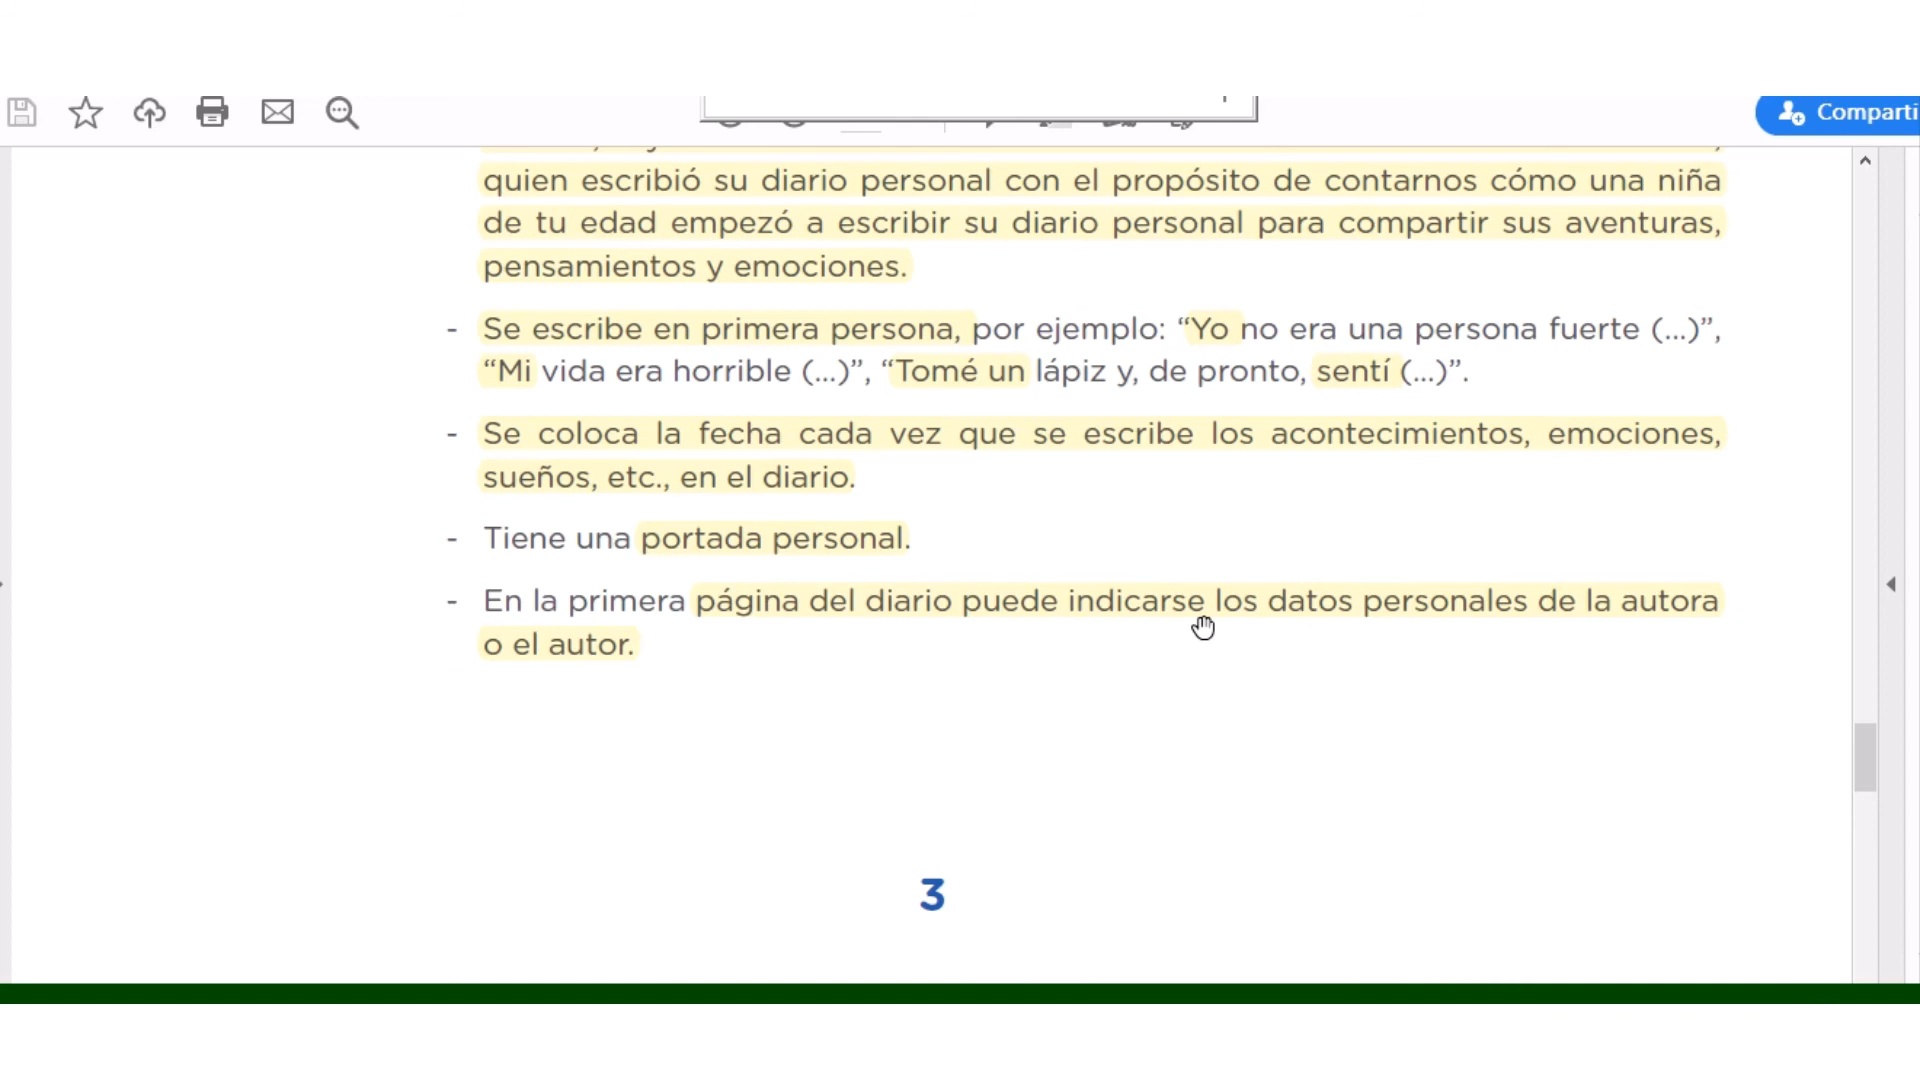 Comparti
quien escribió su diario personal con el propósito de contarnos cómo una niña
de tu edad empezó a escribir su diario personal para compartir sus aventuras,
pensamientos y emociones.
- Se escribe en primera persona, por ejemplo: “Yo no era una persona fuerte (...)”,
“Mi vida era horrible (...)”, “Tomé un lápiz y, de pronto, sentí (...)”.
- Se coloca la fecha cada vez que se escribe los acontecimientos, emociones,
sueños, etc., en el diario.
- Tiene una portada personal.
- En la primera página del diario puede indicarse los datos personales de la autora
o el autor.
3